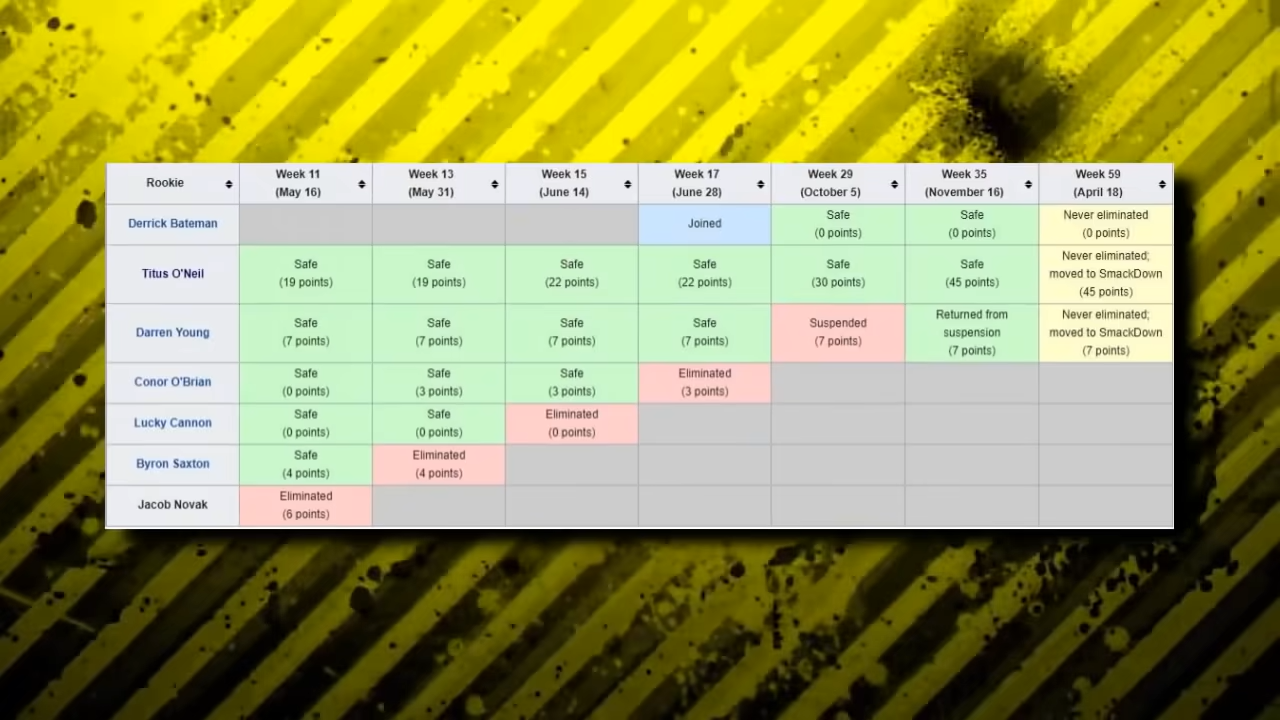 Rookie
Week 11
(May 16)
Week 13
(May 31)
Week 15
(June 14)
Week 17
(June 28)
Week 29
(October 5)
Week 35
(November 16)
Week 59
(April 18)
Derrick Bateman
Joined
Safe
(0 points)
Safe
(0 points)
Never eliminated
(0 points)
Titus O'Neil
Safe
(19 points)
Safe
(19 points)
Safe
(22 points)
Safe
(22 points)
Safe
(30 points)
Safe
(45 points)
Never eliminated;
moved to SmackDown
(45 points)
Darren Young
Safe
(7 points)
Safe
(7 points)
Safe
(7 points)
Safe
(7 points)
Suspended
(7 points)
Returned from
suspension
(7 points)
Never eliminated;
moved to SmackDown
(7 points)
Conor O'Brian
Safe
(0 points)
Safe
(3 points)
Safe
(3 points)
Eliminated
(3 points)
Lucky Cannon
Safe
(0 points)
Safe
(0 points)
Eliminated
(0 points)
Byron Saxton
Safe
(4 points)
Eliminated
(4 points)
Jacob Novak
Eliminated
(6 points)